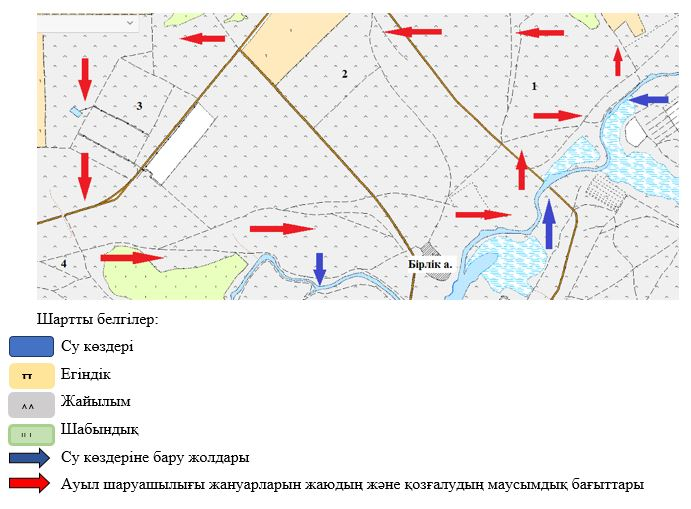 2
1
3
4
Бірлік а.
Шартты белгілер:
Су көздері
Егіндік
Жайылым
Шабындық
Су көздеріне бару жолдары
Ауыл шаруашылығы жануарларын жаюдың және қозғалудың маусымдық бағыттары